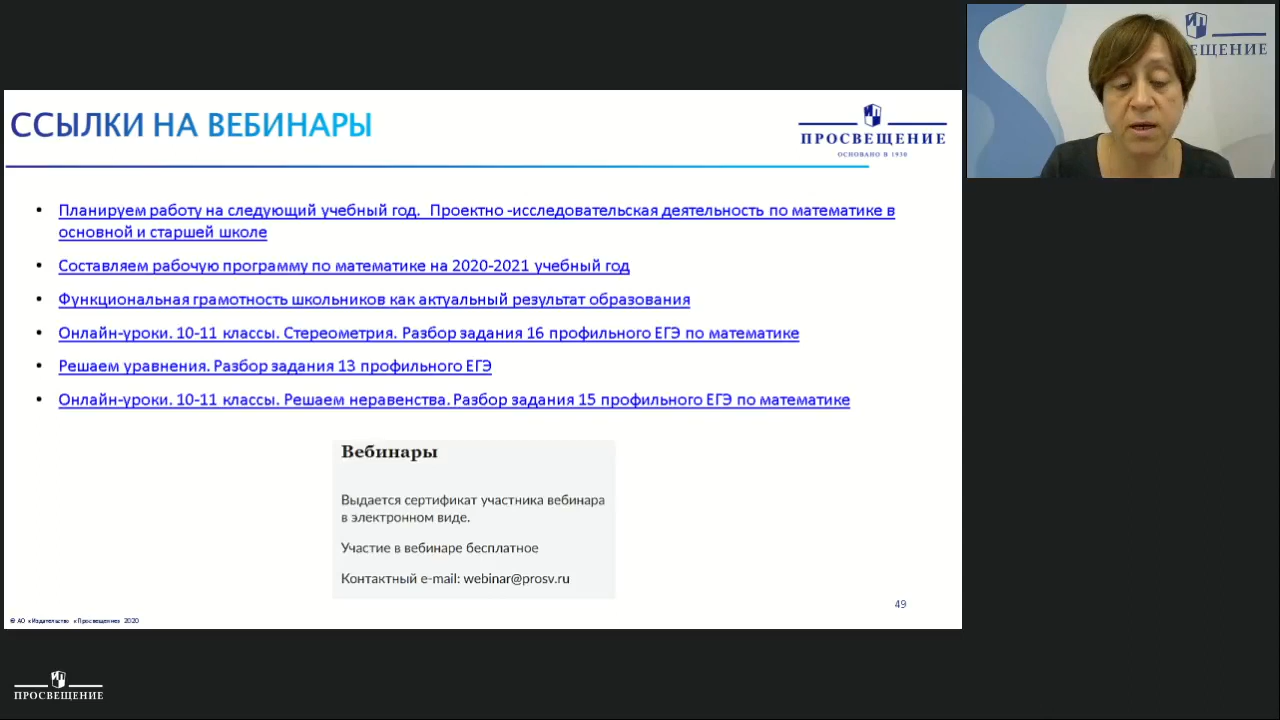 ССЫЛКИ НА ВЕБИНАРЫ
ПРОСВЕЩЕНИЕ
ОСНОВАНО В 1930
ЕЩЕНИЕ
• Планируем работу на следующий учебный год. Проектно -исследовательская деятельность по математике в
основной и старшей школе
• Составляем рабочую программу по математике на 2020-2021 учебный год
• Функциональная грамотность школьников как актуальный результат образования
• Онлайн-уроки. 10-11 классы. Стереометрия. Разбор задания 16 профильного ЕГЭ по математике
• Решаем уравнения. Разбор задания 13 профильного ЕГЭ
• Онлайн-уроки. 10-11 классы. Решаем неравенства. Разбор задания 15 профильного ЕГЭ по математике
Вебинары
Выдается сертификат участника вебинара
в электронном виде.
Участие в вебинаре бесплатное
Контактный e-mail: webinar@prosv.ru
49
© АО «Издательство «Просвещение» 2020
ПРОСВЕЩЕНИЕ